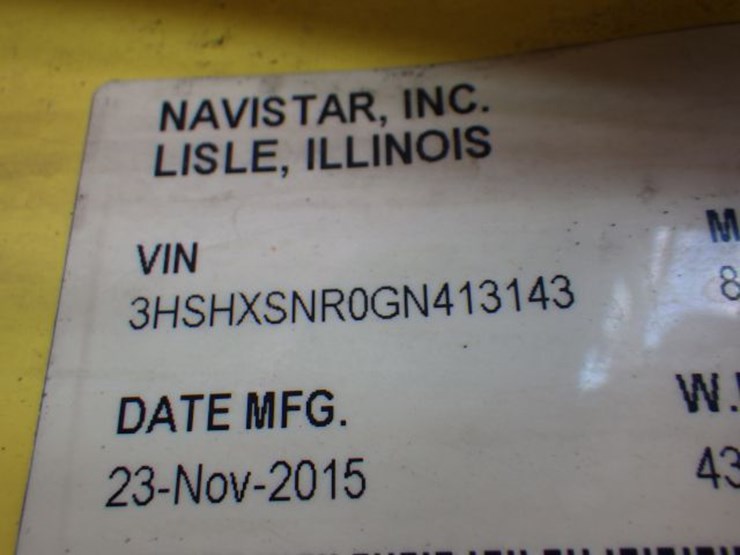 NAVISTAR, INC.
LISLE, ILLINOIS
VIN
3HSHXSNR0GN413143
DATE MFG.
23-Nov-2015